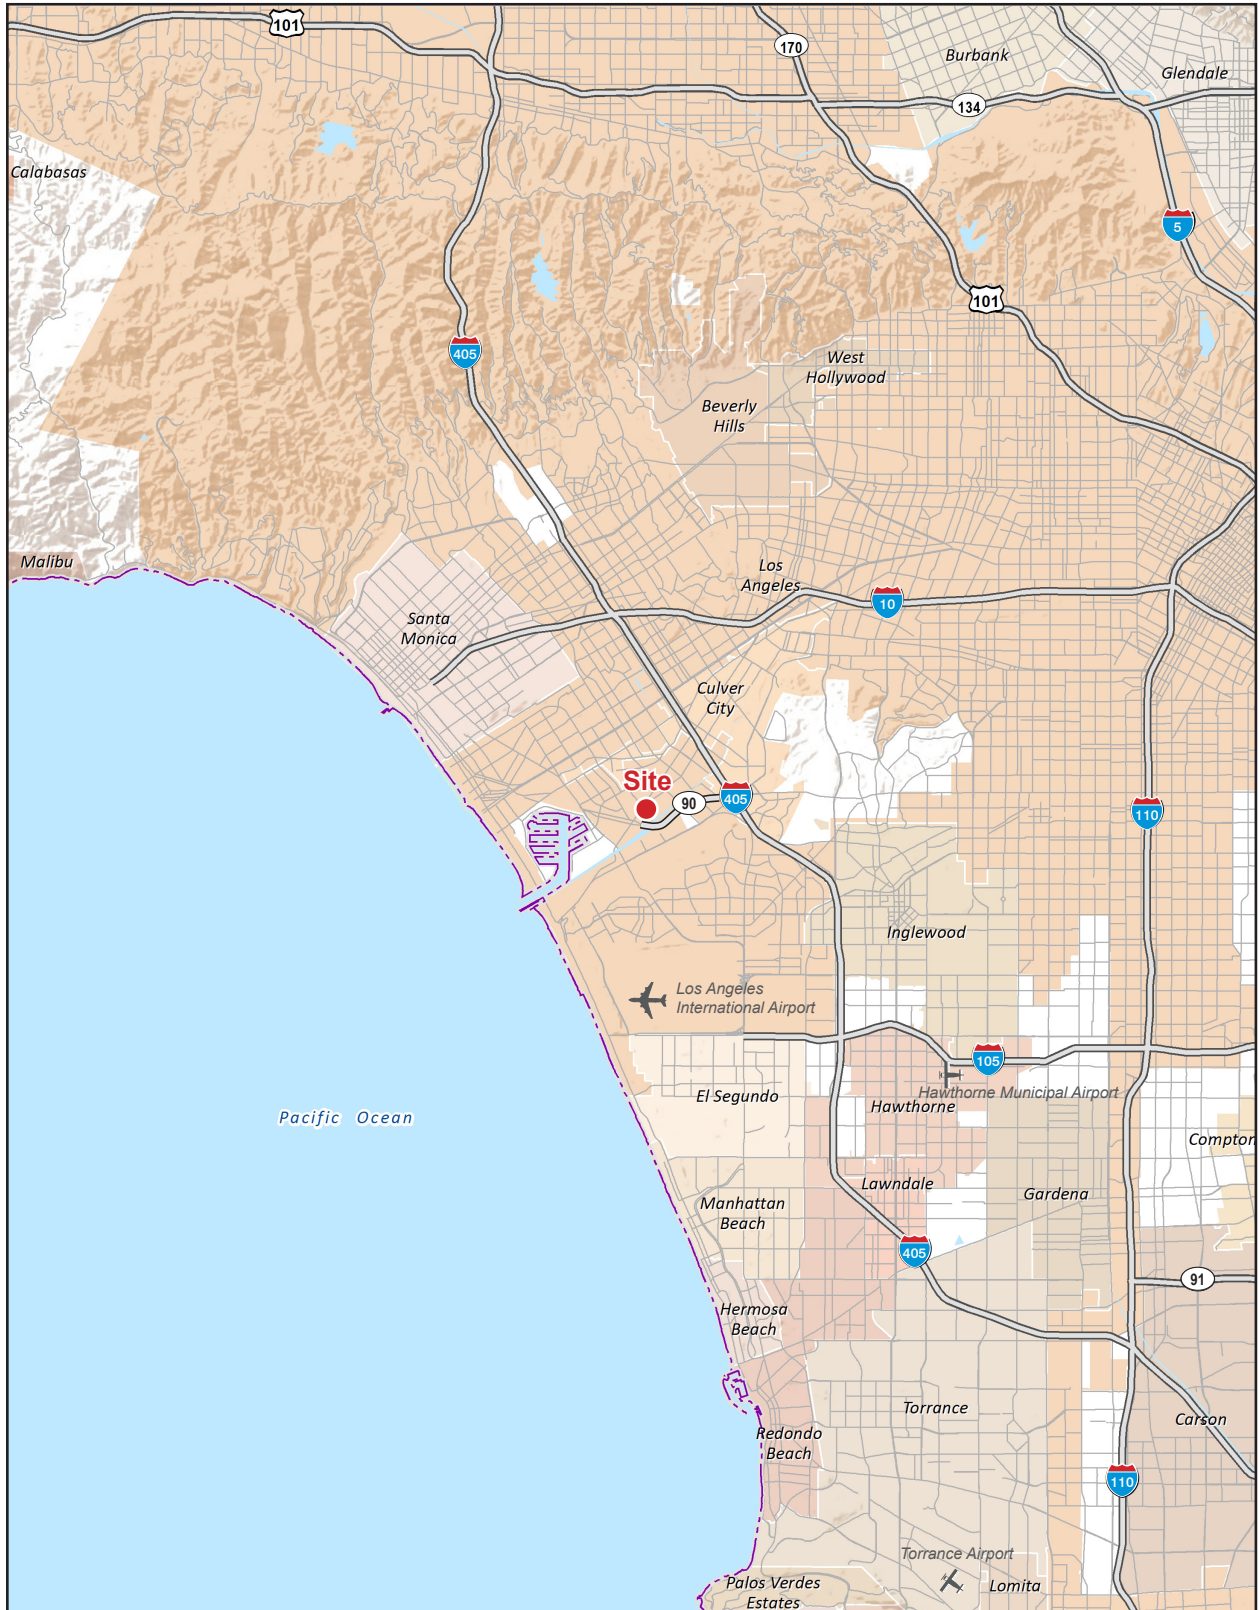 101
170
Burbank
Glendale
134
Calabasas
5
101
405
West
Hollywood
Beverly
Hills
Malibu
Los
Angeles
10
Santa
Monica
Culver
City
Site
90
405
110
Inglewood
Los Angeles
International Airport
105
Hawthorne Municipal Airport
El Segundo
Hawthorne
Pacific Ocean
Compton
Lawndale
Gardena
Manhattan
Beach
405
91
Hermosa
Beach
Torrance
Carson
Redondo
Beach
110
Torrance Airport
Palos Verdes
Estates
Lomita